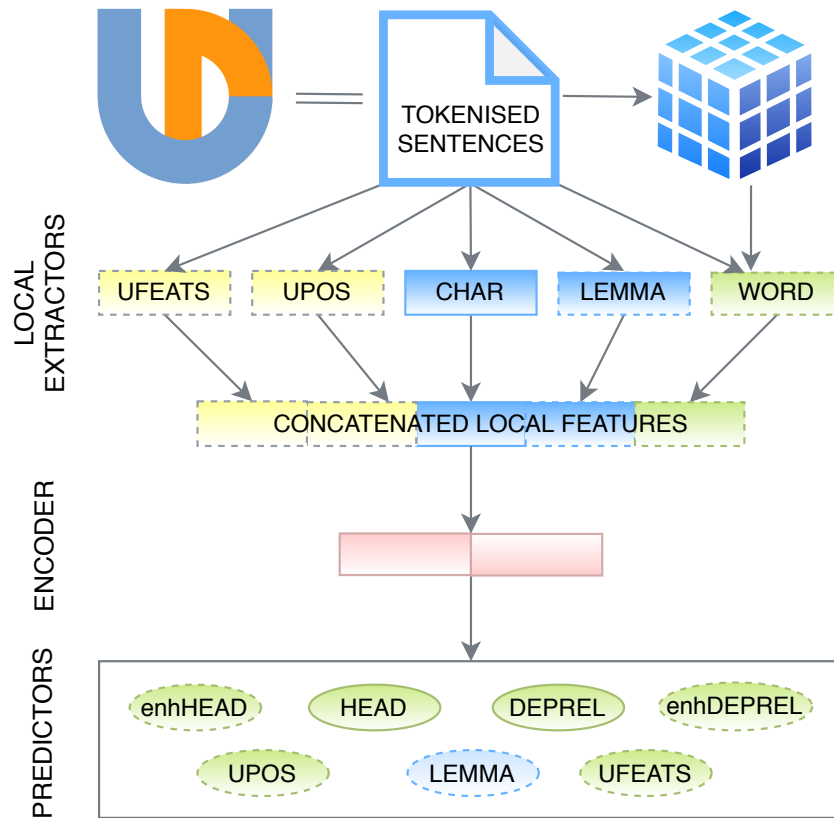 TOKENISED
SENTENCES
LOCAL
EXTRACTORS
UFEATS
UPOS
CHAR
LEMMA
WORD
CONCATENATED LOCAL FEATURES
ENCODER
PREDICTORS
enhHEAD
HEAD
DEPREL
enhDEPREL
UPOS
LEMMA
UFEATS